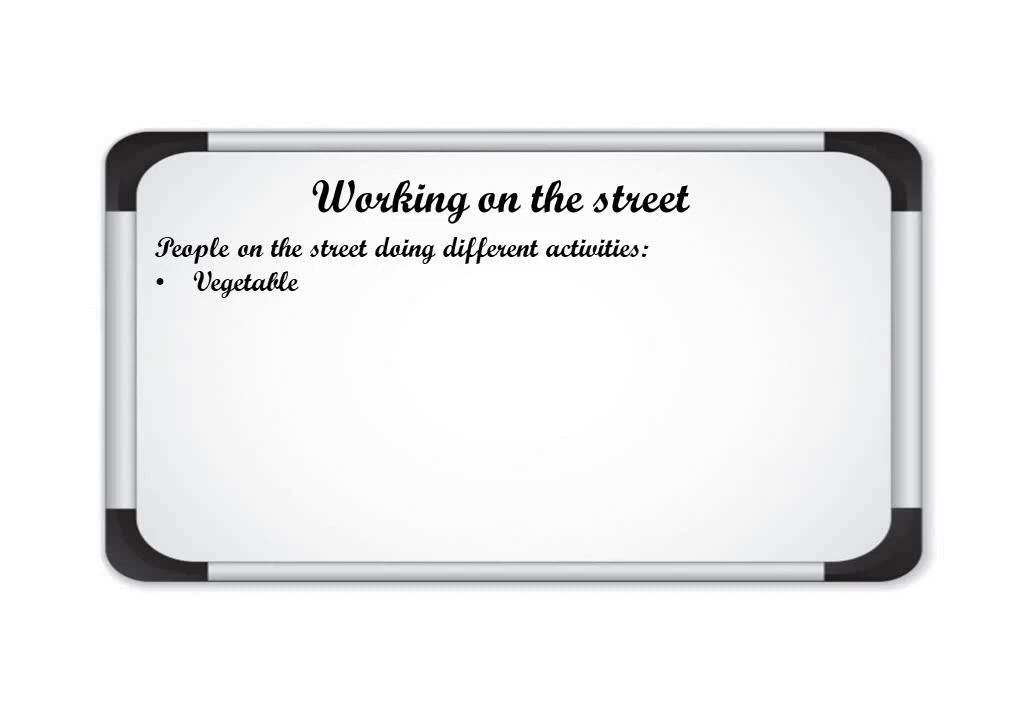 Working on the street
People on the street doing different activities:
• Vegetable